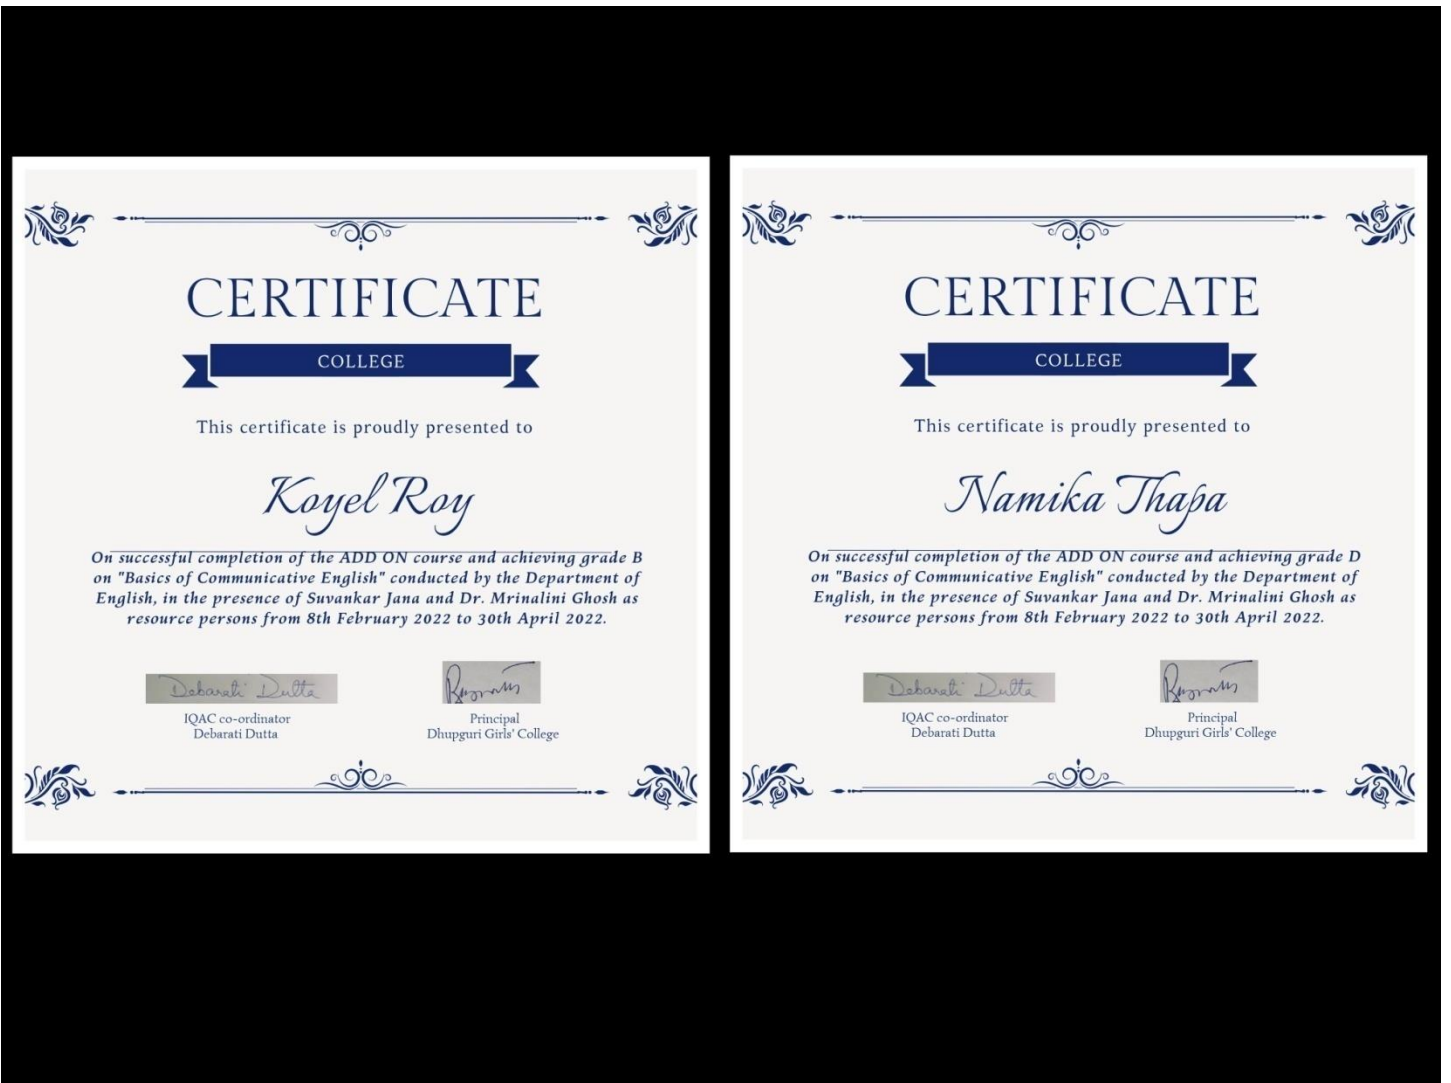 CERTIFICATE
COLLEGE
This certificate is proudly presented to
Koyel Roy
On successful completion of the ADD ON course and achieving grade B
on "Basics of Communicative English" conducted by the Department of
English, in the presence of Suvankar Jana and Dr. Mrinalini Ghosh as
resource persons from 8th February 2022 to 30th April 2022.
Debarati Dutta
IQAC co-ordinator
Debarati Dutta
Principal
Dhupguri Girls' College
CERTIFICATE
COLLEGE
This certificate is proudly presented to
Namika Thapa
On successful completion of the ADD ON course and achieving grade D
on "Basics of Communicative English" conducted by the Department of
English, in the presence of Suvankar Jana and Dr. Mrinalini Ghosh as
resource persons from 8th February 2022 to 30th April 2022.
Debarati Dutta
IQAC co-ordinator
Debarati Dutta
Principal
Dhupguri Girls' College